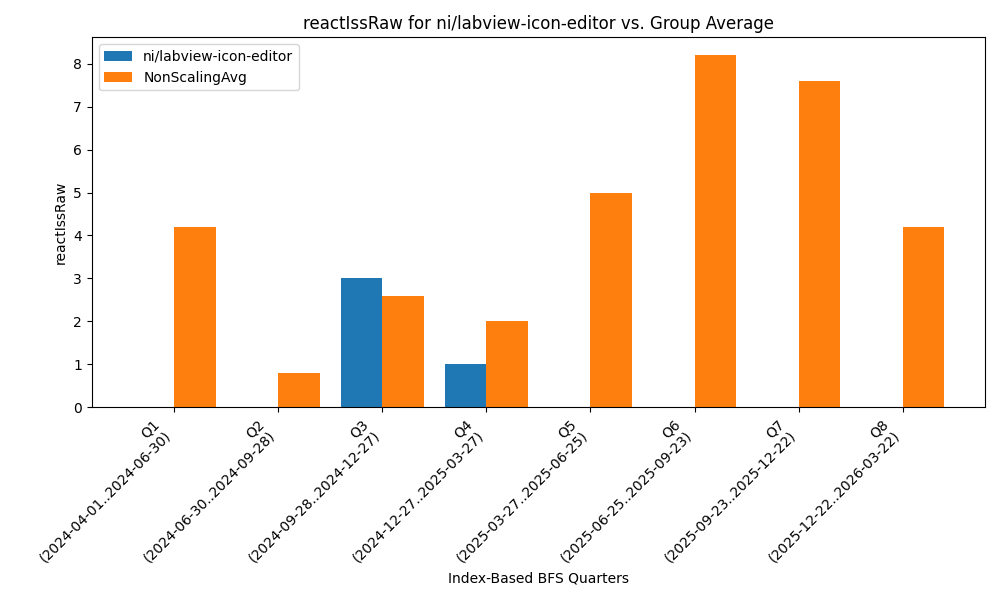 reactIssRaw for ni/labview-icon-editor vs. Group Average
ni/labview-icon-editor
NonScalingAvg
reactIssRaw
8
7
6
5
4
3
2
1
0
Q1
(2024-04-01..2024-06-30)
Q2
(2024-06-30..2024-09-28)
Q3
(2024-09-28..2024-12-27)
Q4
(2024-12-27..2025-03-27)
Q5
(2025-03-27..2025-06-25)
Q6
(2025-06-25..2025-09-23)
Q7
(2025-09-23..2025-12-22)
Q8
(2025-12-22..2026-03-22)
Index-Based BFS Quarters